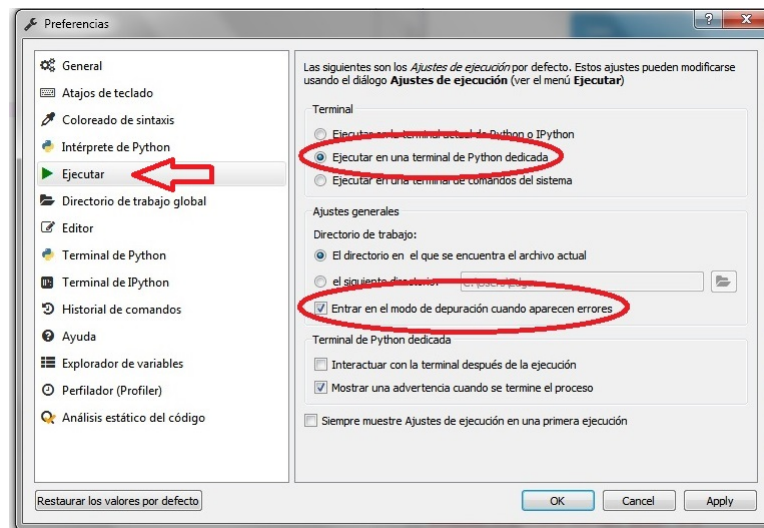 Preferencias
General
Atajos de teclado
Coloreado de sintaxis
Intérprete de Python
Ejecutar
Directorio de trabajo global
Editor
Terminal de Python
Terminal de IPython
Historial de comandos
Ayuda
Explorador de variables
Perfilador (Profiler)
Análisis estático del código
Las siguientes son los Ajustes de ejecución por defecto. Estos ajustes pueden modificarse
usando el diálogo Ajustes de ejecución (ver el menú Ejecutar)
Terminal
Ejecutar en la terminal actual de Python o IPython
Ejecutar en una terminal de Python dedicada
Ejecutar en una terminal de comandos del sistema
Ajustes generales
Directorio de trabajo:
El directorio en el que se encuentra el archivo actual
el siguiente directorio:
Entrar en el modo de depuración cuando aparecen errores
Terminal de Python dedicada
Interactuar con la terminal después de la ejecución
Mostrar una advertencia cuando se termine el proceso
Siempre muestre Ajustes de ejecución en una primera ejecución
Restaurar los valores por defecto
OK
Cancel
Apply